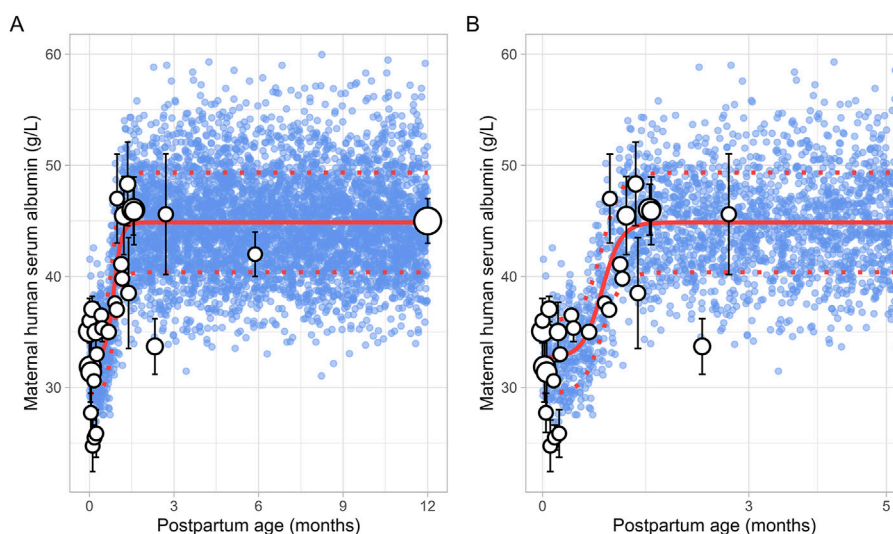 A
B
Maternal human serum albumin (g/L)
60
50
40
30
0
3
6
9
12
Postpartum age (months)
Maternal human serum albumin (g/L)
60
50
40
30
0
3
5
Postpartum age (months)